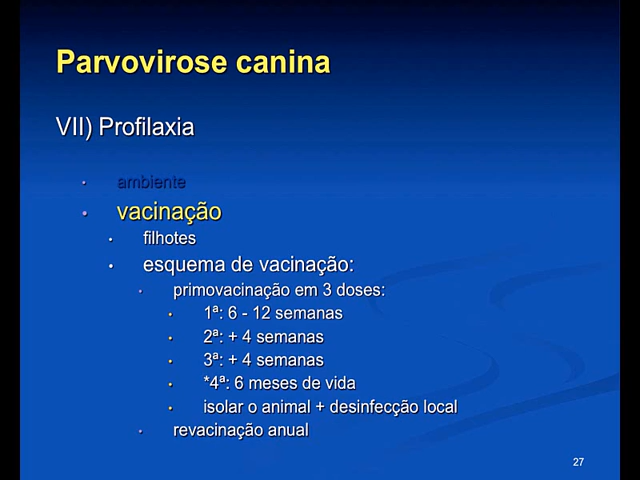 Parvovirose canina
VII) Profilaxia
• ambiente
• vacinação
• filhotes
• esquema de vacinação:
• primovacinação em 3 doses:
• 1ª: 6 - 12 semanas
• 2ª: + 4 semanas
• 3ª: + 4 semanas
• *4ª: 6 meses de vida
• isolar o animal + desinfecção local
• revacinação anual
27